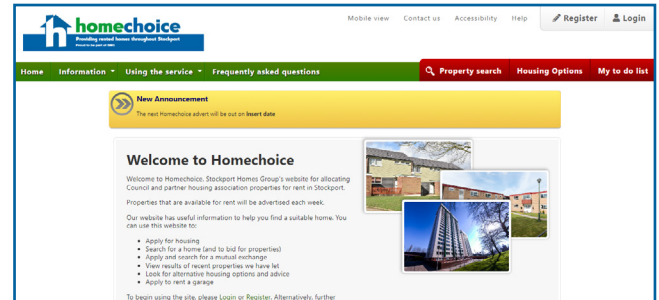 Mobile view Contact us Accessibility Help Register Login
homechoice
Providing rented homes throughout Stockport
Home Information Using the service Frequently asked questions Property search Housing Options My to do list
New Announcement
The next Homechoice advert will be out on insert date
Welcome to Homechoice
Welcome to Homechoice. Stockport Homes Group's website for allocating
Council and partner housing association properties for rent in Stockport.
Properties that are available for rent will be advertised each week.
Our website has useful information to help you find a suitable home. You
can use this website to:
• Apply for housing
• Search for a home (and to bid for properties)
• Apply and search for a mutual exchange
• View results of recent properties we have let
• Look for alternative housing options and advice
• Apply to rent a garage
To begin using the site, please Login or Register. Alternatively, further